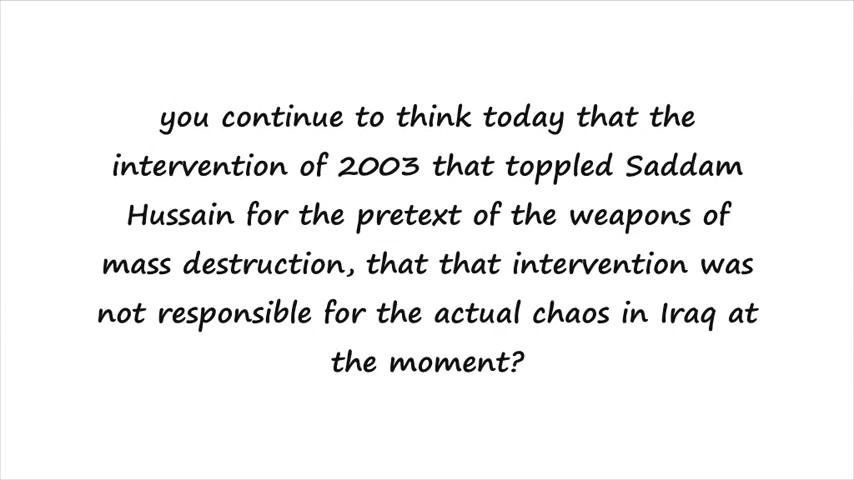 you continue to think today that the
intervention of 2003 that toppled Saddam
Hussain for the pretext of the weapons of
mass destruction, that that intervention was
not responsible for the actual chaos in Iraq at
the moment?